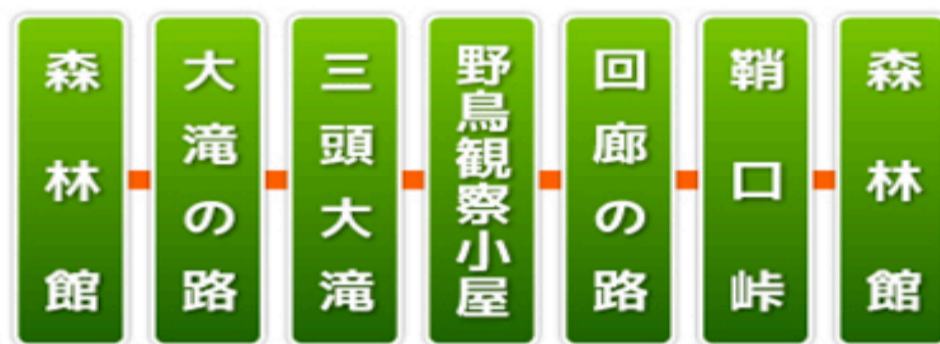 森林館
大滝の路
三頭大滝
野鳥観察小屋
回廊の路
鞘口峠
森林館